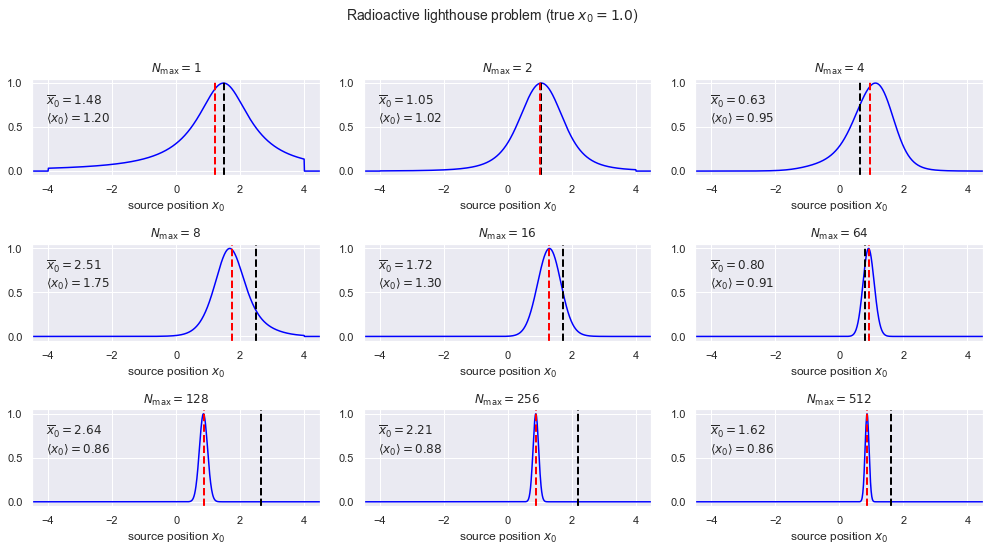 Radioactive lighthouse problem (true x₀ = 1.0)
N_max = 1
N_max = 2
N_max = 4
1.0
0.5
0.0
x̅₀ = 1.48
⟨x₀⟩ = 1.20
−4 −2 0 2 4
source position x₀
1.0
0.5
0.0
x̅₀ = 1.05
⟨x₀⟩ = 1.02
−4 −2 0 2 4
source position x₀
1.0
0.5
0.0
x̅₀ = 0.63
⟨x₀⟩ = 0.95
−4 −2 0 2 4
source position x₀
N_max = 8
N_max = 16
N_max = 64
1.0
0.5
0.0
x̅₀ = 2.51
⟨x₀⟩ = 1.75
−4 −2 0 2 4
source position x₀
1.0
0.5
0.0
x̅₀ = 1.72
⟨x₀⟩ = 1.30
−4 −2 0 2 4
source position x₀
1.0
0.5
0.0
x̅₀ = 0.80
⟨x₀⟩ = 0.91
−4 −2 0 2 4
source position x₀
N_max = 128
N_max = 256
N_max = 512
1.0
0.5
0.0
x̅₀ = 2.64
⟨x₀⟩ = 0.86
−4 −2 0 2 4
source position x₀
1.0
0.5
0.0
x̅₀ = 2.21
⟨x₀⟩ = 0.88
−4 −2 0 2 4
source position x₀
1.0
0.5
0.0
x̅₀ = 1.62
⟨x₀⟩ = 0.86
−4 −2 0 2 4
source position x₀